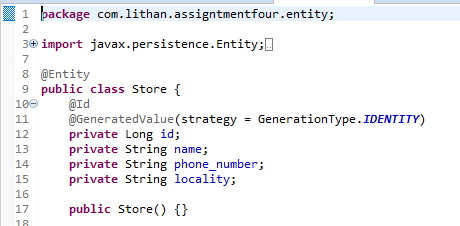 1 package com.lithan.assigntmentfour.entity;
2
3 import javax.persistence.Entity;
7
8 @Entity
9 public class Store {
10 @Id
11 @GeneratedValue(strategy = GenerationType.IDENTITY)
12 private Long id;
13 private String name;
14 private String phone_number;
15 private String locality;
16
17 public Store() {}
18